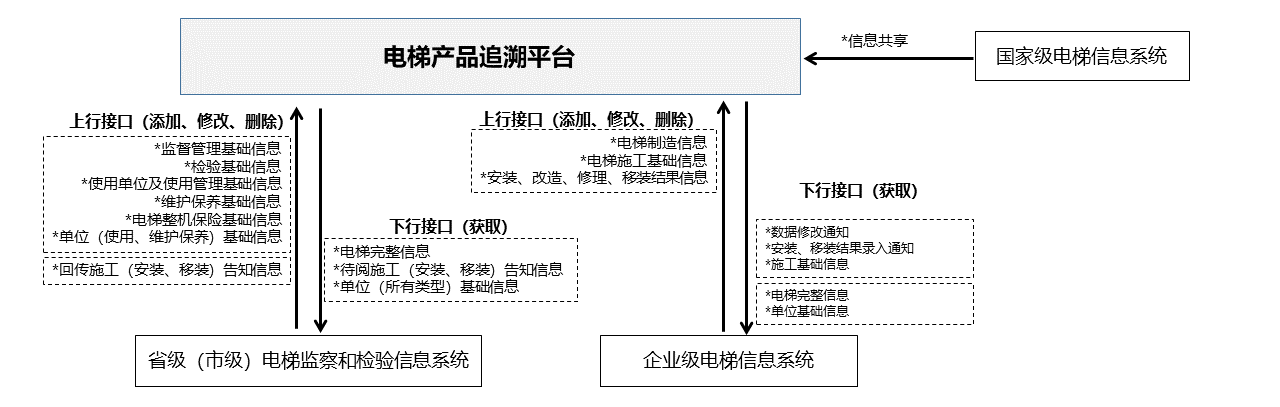 电梯产品追溯平台
*信息共享
国家级电梯信息系统
上行接口（添加、修改、删除）
*监督管理基础信息
*检验基础信息
*使用单位及使用管理基础信息
*维护保养基础信息
*电梯整机保险基础信息
*单位（使用、维护保养）基础信息
*回传施工（安装、移装）告知信息
下行接口（获取）
*电梯完整信息
*待阅施工（安装、移装）告知信息
*单位（所有类型）基础信息
上行接口（添加、修改、删除）
*电梯制造信息
*电梯施工基础信息
*安装、改造、修理、移装结果信息
下行接口（获取）
*数据修改通知
*安装、移装结果录入通知
*施工基础信息
*电梯完整信息
*单位基础信息
省级（市级）电梯监察和检验信息系统
企业级电梯信息系统